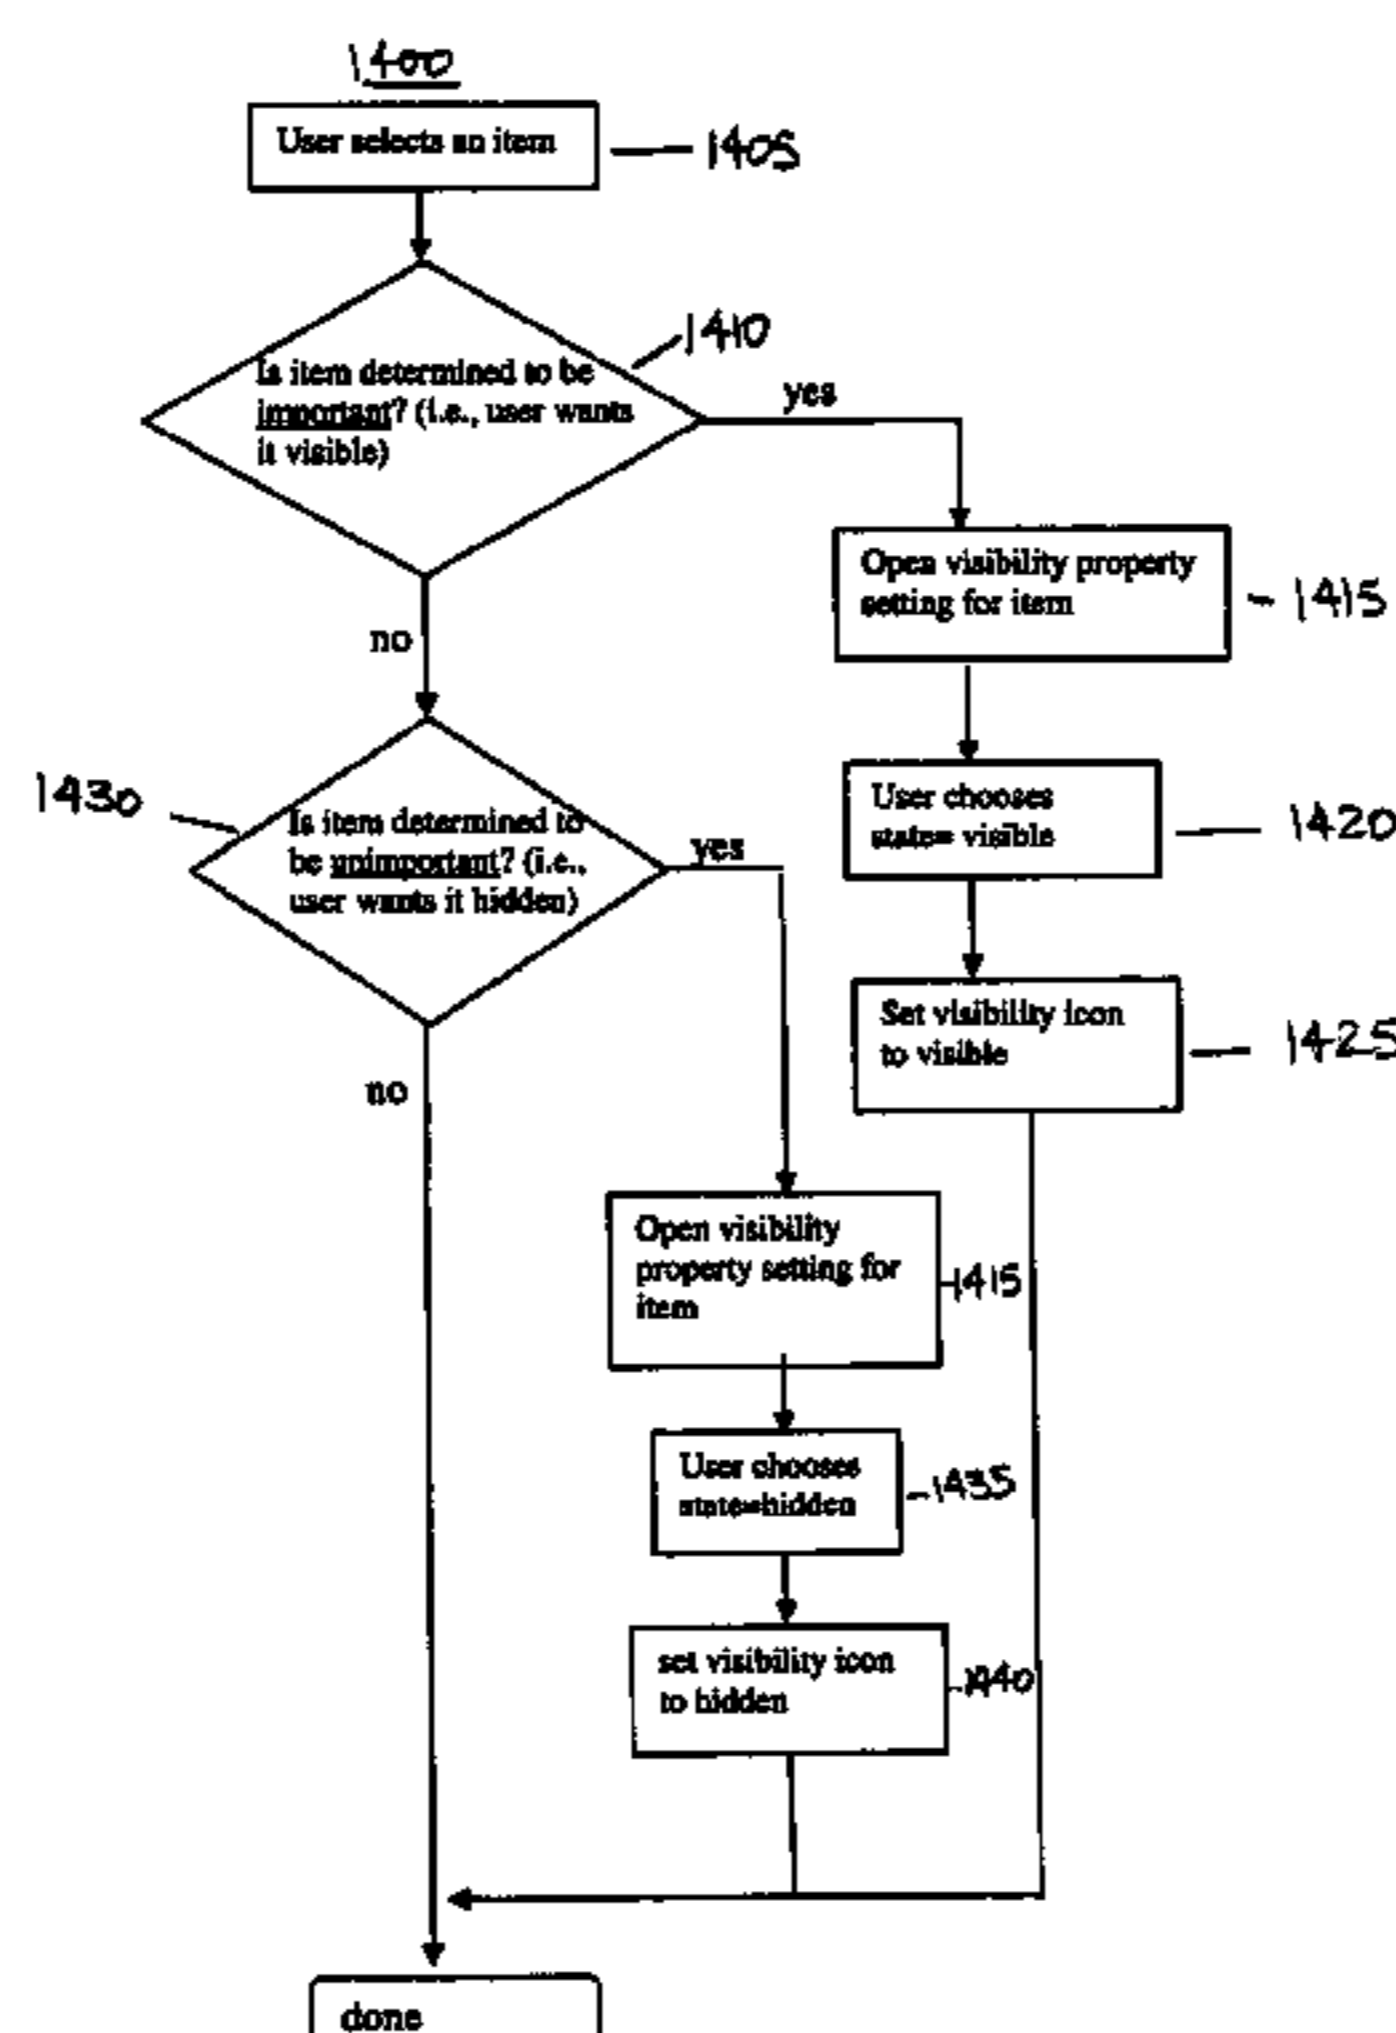 1400
User selects an item
1405
1410
Is item determined to be
important? (i.e., user wants
it visible)
yes
Open visibility property
setting for item
1415
no
User chooses
state= visible
1420
1430
Is item determined to
be unimportant? (i.e.,
user wants it hidden)
yes
Set visibility icon
to visible
1425
no
Open visibility
property setting for
item
1415
User chooses
state=hidden
1435
set visibility icon
to hidden
1440
done